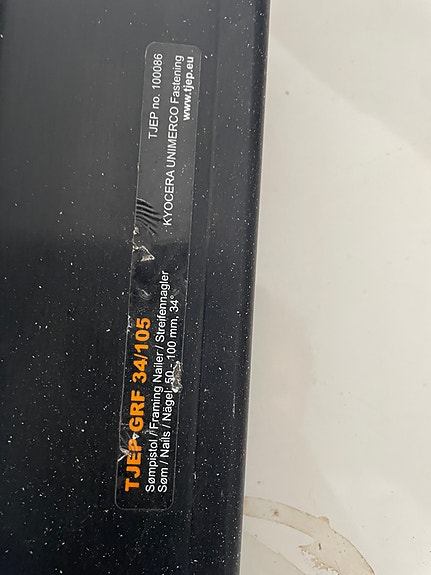 TJEP GRF 34/105
Sømpistol / Framing Nailer / Streifennagler
Søm / Nails / Nägel, 50 - 100 mm, 34°
TJEP no. 100086
KYOCERA UNIMERCO Fastening
www.tjep.eu